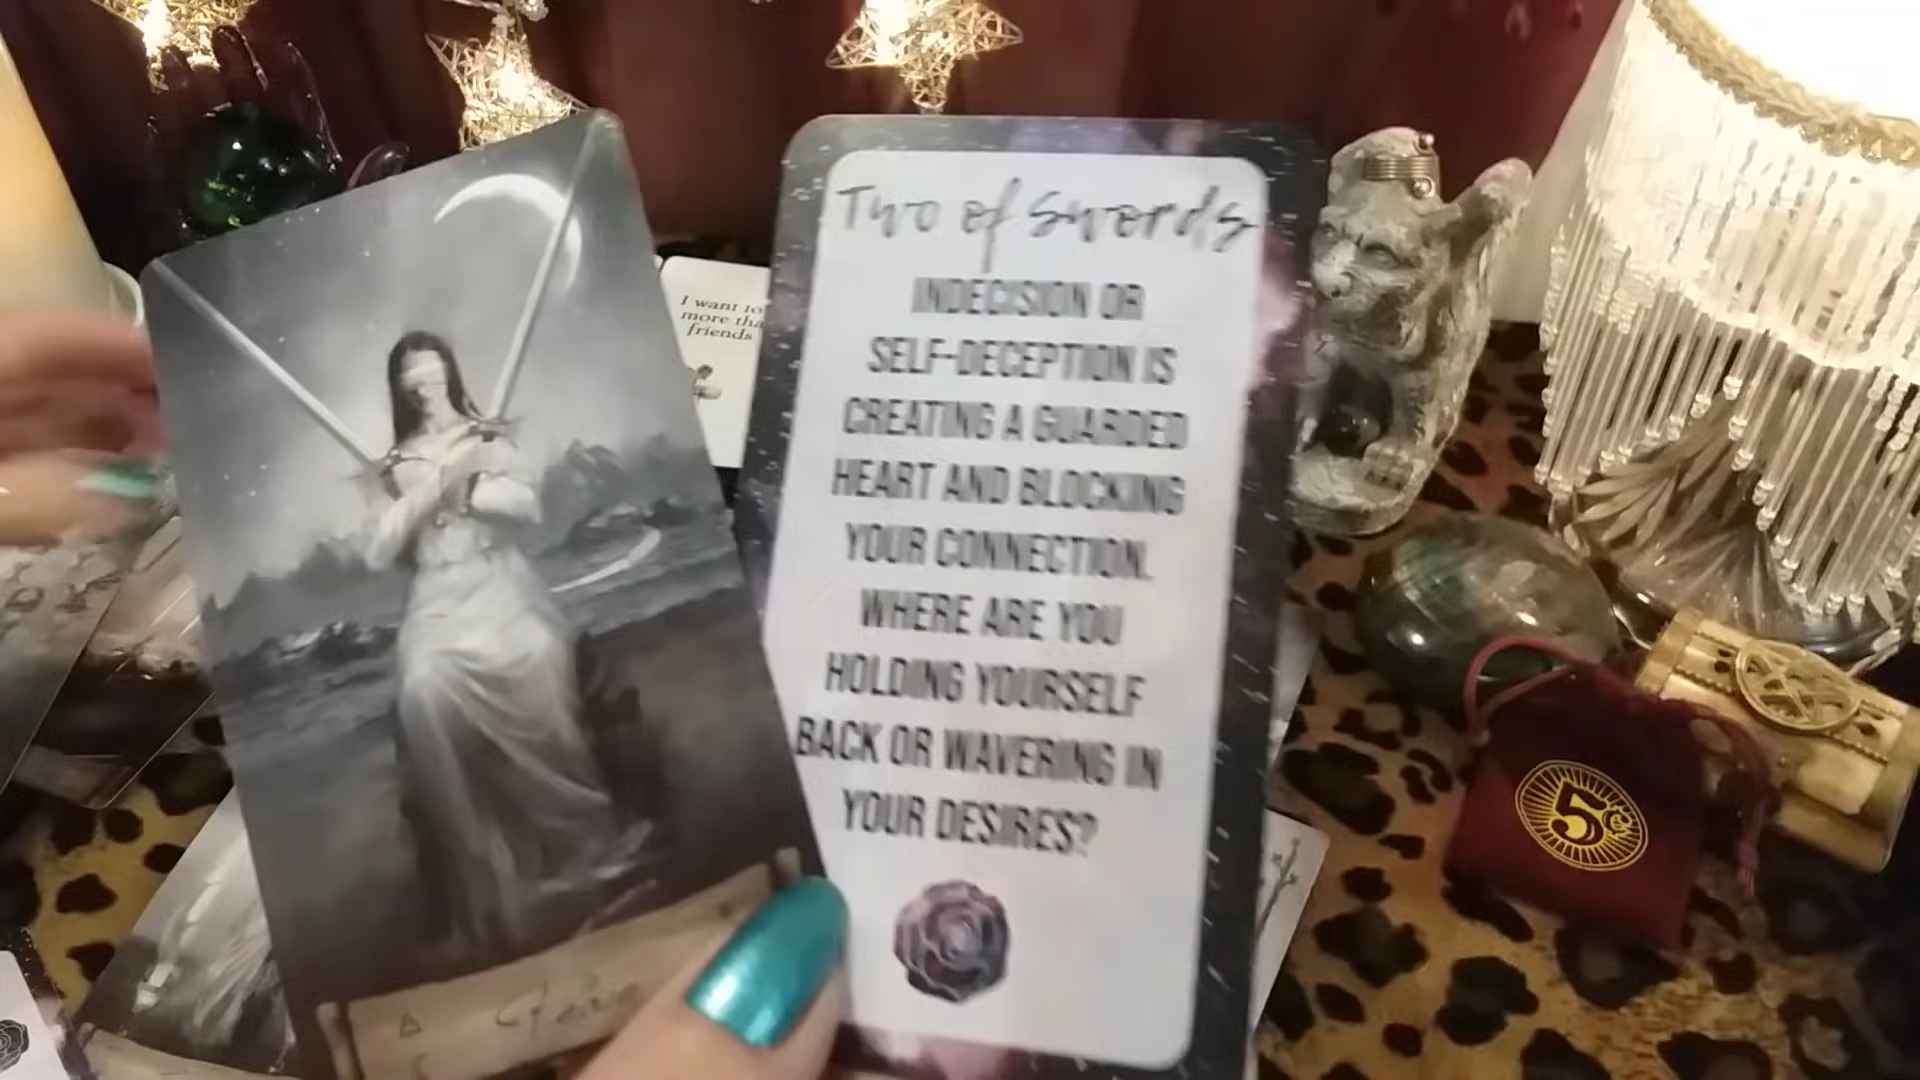 I want to
more tha
friends
Two of Swords
INDECISION OR
SELF-DECEPTION IS
CREATING A GUARDED
HEART AND BLOCKING
YOUR CONNECTION.
WHERE ARE YOU
HOLDING YOURSELF
BACK OR WAVERING IN
YOUR DESIRES?
5